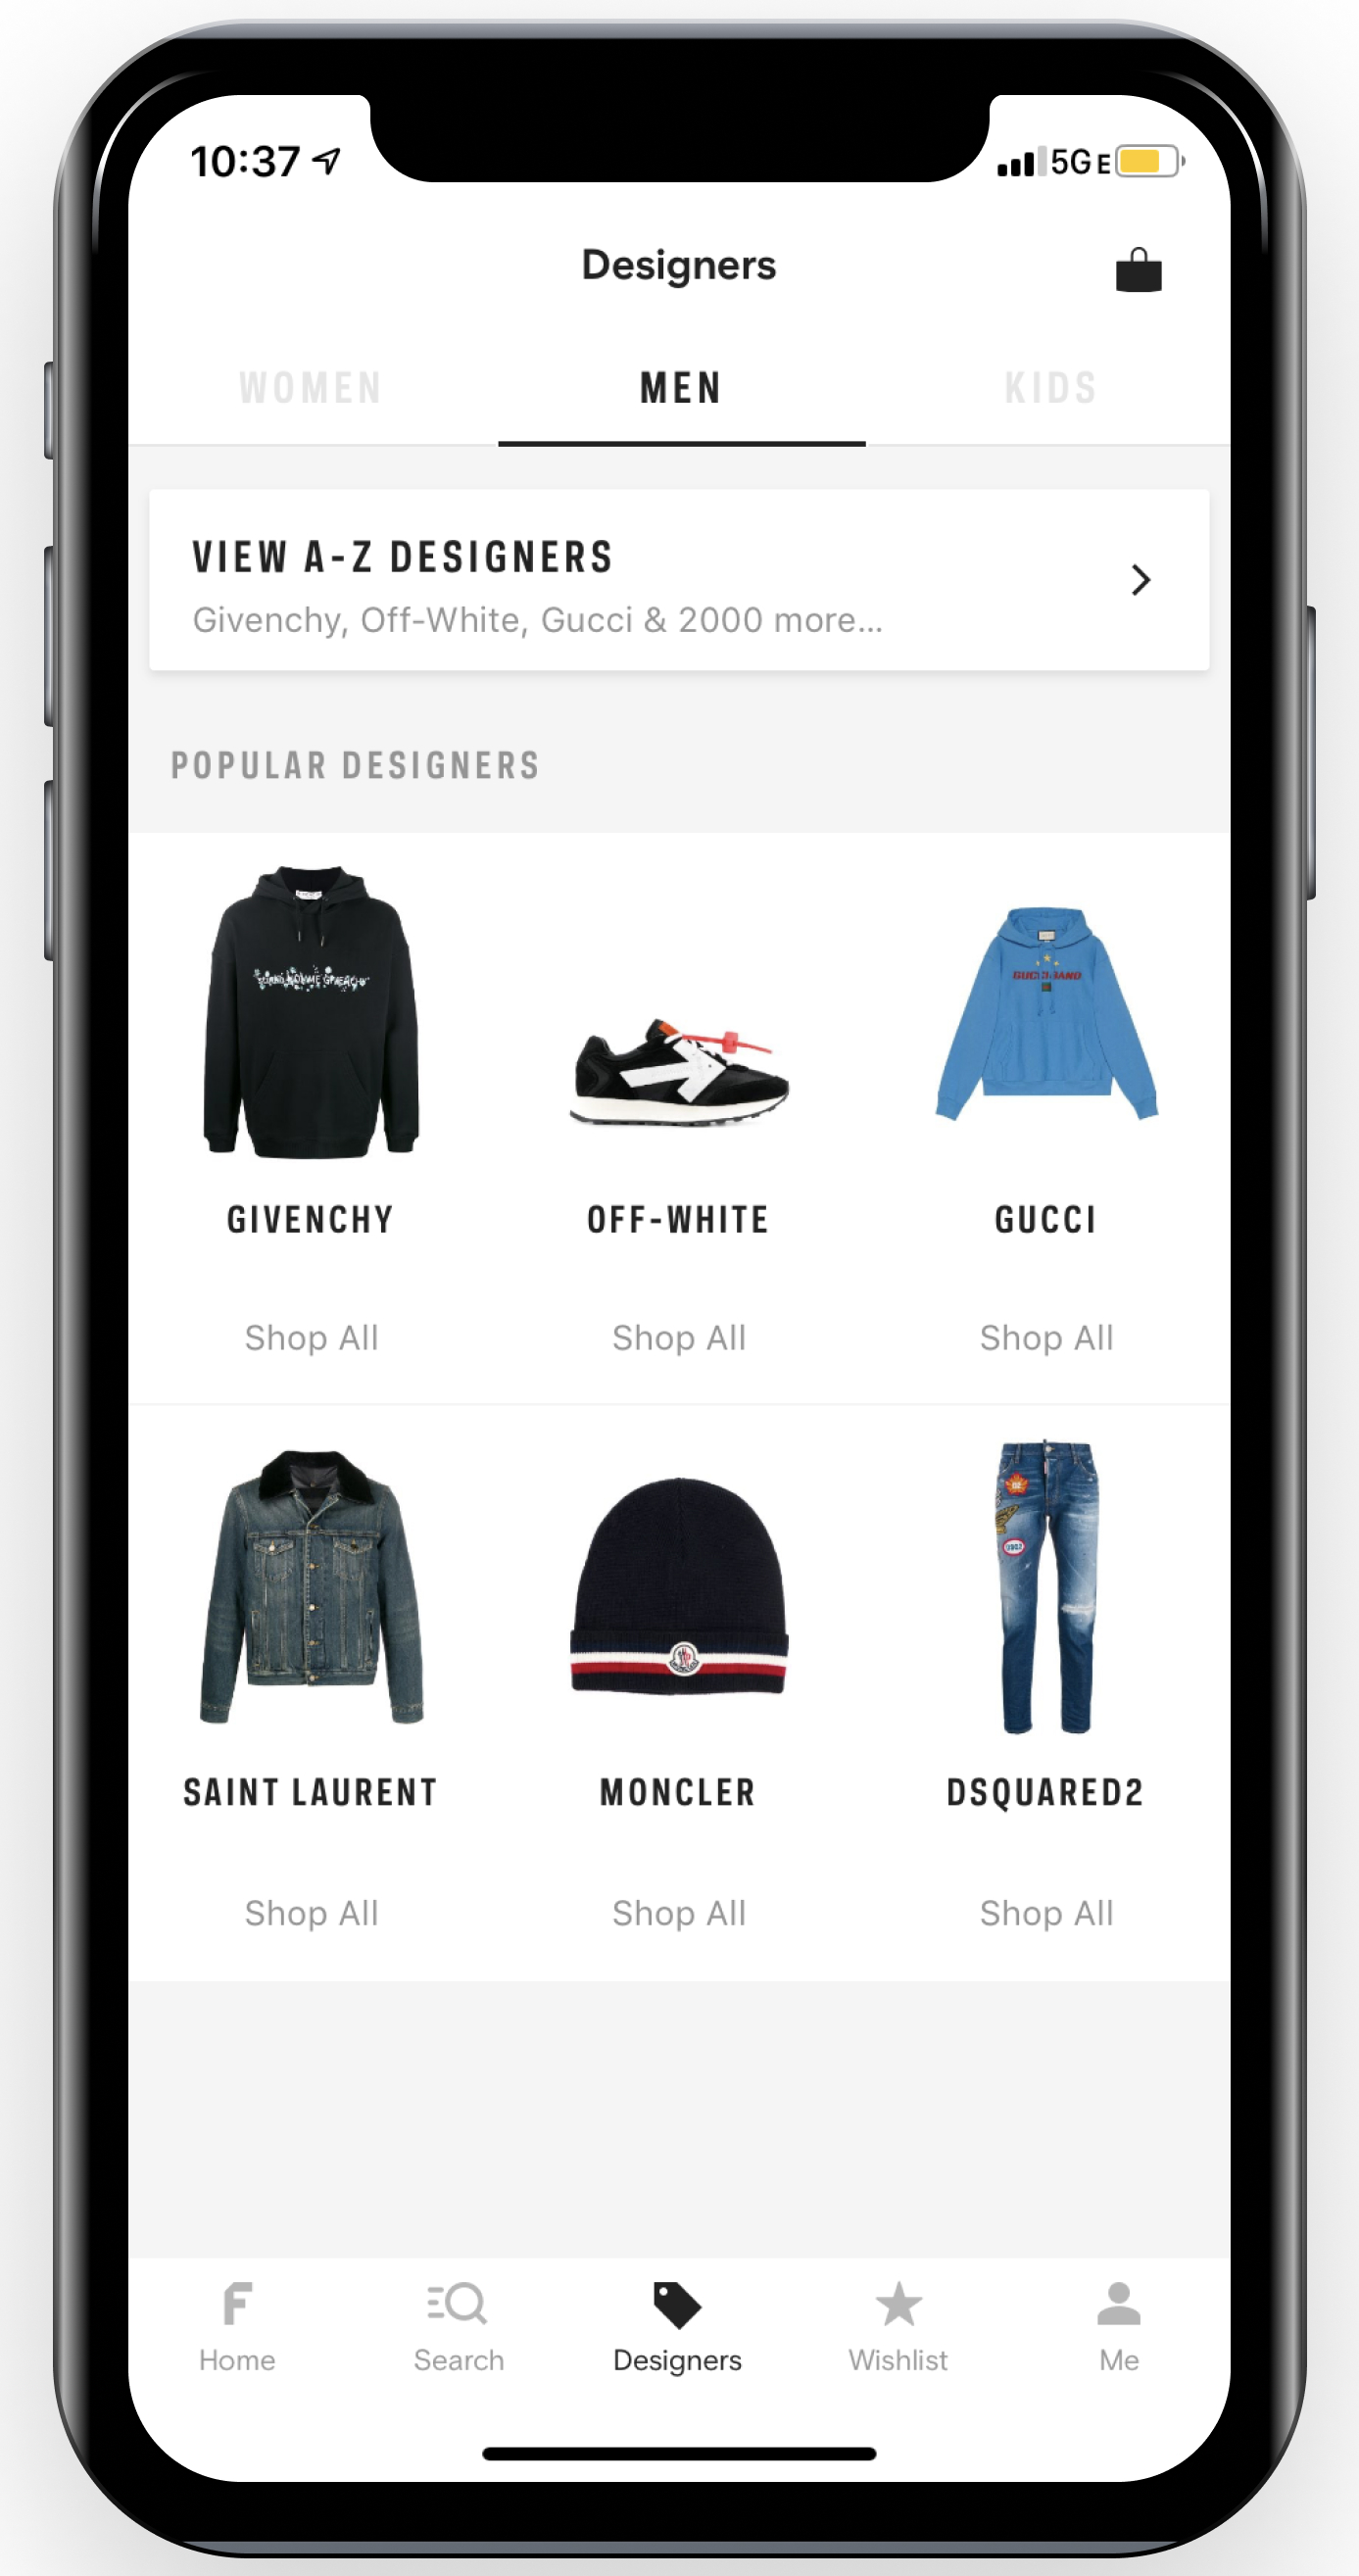 10:37
5G E
Designers
WOMEN MEN KIDS
VIEW A-Z DESIGNERS
Givenchy, Off-White, Gucci & 2000 more...
POPULAR DESIGNERS
GUCCI BAND
GIVENCHY OFF-WHITE GUCCI
Shop All Shop All Shop All
SAINT LAURENT MONCLER DSQUARED2
Shop All Shop All Shop All
F
Home Search Designers Wishlist Me